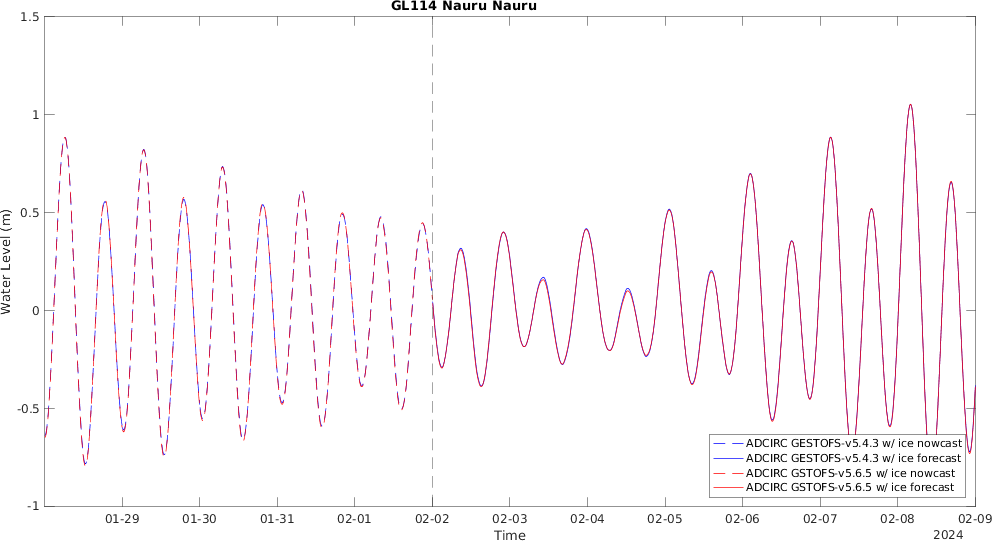 GL114 Nauru Nauru
1.5
1
0.5
0
-0.5
-1
Water Level (m)
ADCIRC GESTOFS-v5.4.3 w/ ice nowcast
ADCIRC GESTOFS-v5.4.3 w/ ice forecast
ADCIRC GSTOFS-v5.6.5 w/ ice nowcast
ADCIRC GSTOFS-v5.6.5 w/ ice forecast
01-29 01-30 01-31 02-01 02-02 02-03 02-04 02-05 02-06 02-07 02-08 02-09
Time
2024